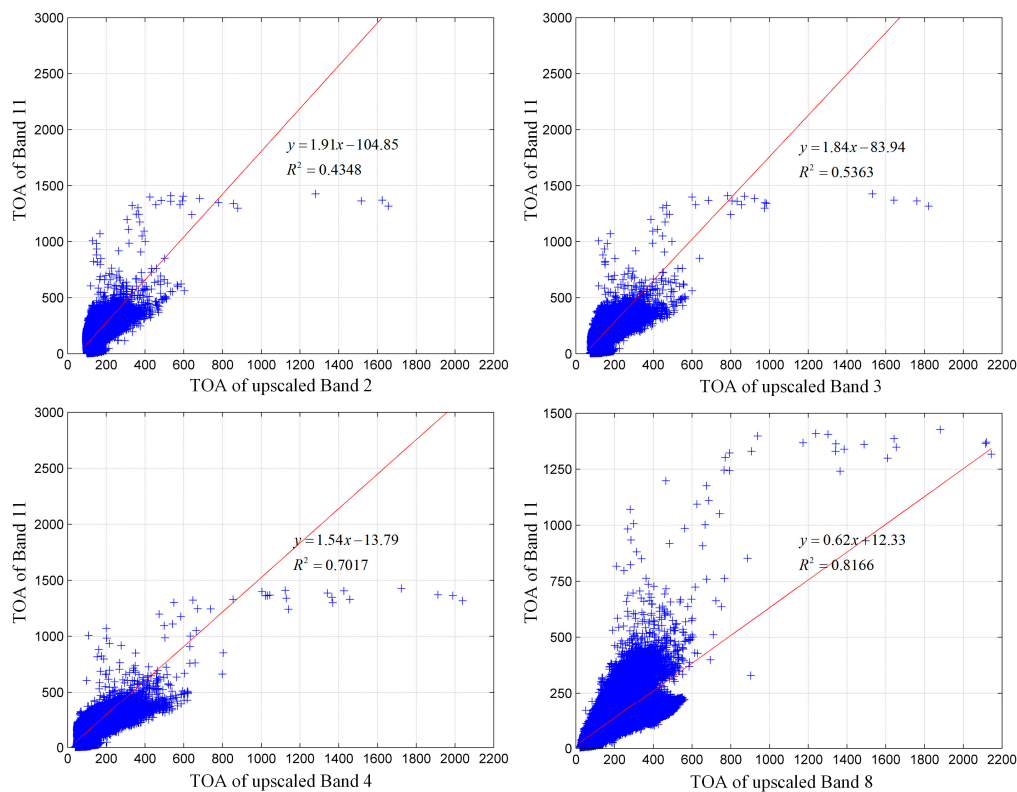 3000
2500
2000
1500
1000
500
0
TOA of Band 11
y = 1.91x − 104.85
R² = 0.4348
0 200 400 600 800 1000 1200 1400 1600 1800 2000 2200
TOA of upscaled Band 2
3000
2500
2000
1500
1000
500
0
TOA of Band 11
y = 1.84x − 83.94
R² = 0.5363
0 200 400 600 800 1000 1200 1400 1600 1800 2000 2200
TOA of upscaled Band 3
3000
2500
2000
1500
1000
500
0
TOA of Band 11
y = 1.54x − 13.79
R² = 0.7017
0 200 400 600 800 1000 1200 1400 1600 1800 2000 2200
TOA of upscaled Band 4
1500
1250
1000
750
500
250
0
TOA of Band 11
y = 0.62x + 12.33
R² = 0.8166
0 200 400 600 800 1000 1200 1400 1600 1800 2000 2200
TOA of upscaled Band 8